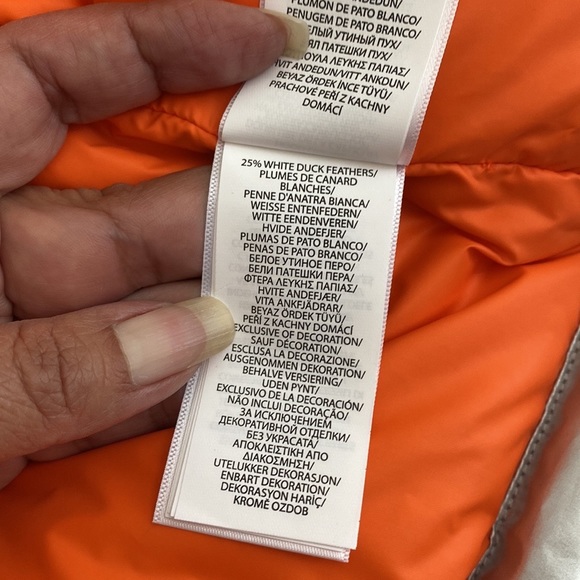 PLUMÓN DE PATO BLANCO/
PENUGEM DE PATO BRANCO/
БЕЛЫЙ УТИНЫЙ ПУХ/
ПАТЕШКИ ПУХ/
ΛΕΥΚΗΣ ΠΑΠΙΑΣ/
VIT ANDEDUN/VITT ANKDUN/
BEYAZ ÖRDEK İNCE TÜYÜ/
PRACHOVÉ PEŘÍ Z KACHNY
DOMÁCÍ
25% WHITE DUCK FEATHERS/
PLUMES DE CANARD
BLANCHES/
PENNE D'ANATRA BIANCA/
WEISSE ENTENFEDERN/
WITTE EENDENVEREN/
HVIDE ANDEFJER/
PLUMAS DE PATO BLANCO/
PENAS DE PATO BLANCO/
БЕЛОЕ УТИНОЕ ПЕРО/
БЕЛИ ПАТЕШКИ ПЕРА/
ΦΤΕΡΑ ΛΕΥΚΗΣ ΠΑΠΙΑΣ/
HVITE ANDEFJÆR/
VITA ANKFJÄDRAR/
BEYAZ ÖRDEK TÜYÜ/
PEŘÍ Z KACHNY DOMÁCÍ
EXCLUSIVE OF DECORATION/
SAUF DÉCORATION/
ESCLUSA LA DECORAZIONE/
AUSGENOMMEN DEKORATION/
BEHALVE VERSIERING/
UDEN PYNT/
EXCLUSIVO DE LA DECORACIÓN/
NÃO INCLUI DECORAÇÃO/
ЗА ИСКЛЮЧЕНИЕМ
ДЕКОРАТИВНОЙ ОТДЕЛКИ/
БЕЗ УКРАСАТА/
ΑΠΟΚΛΕΙΣΤΙΚΗ ΑΠΟ
ΔΙΑΚΟΣΜΗΣΗ/
UTELUKKER DEKORASJON/
ENBART DEKORATION/
DEKORASYON HARİÇ/
KROMĚ OZDOB